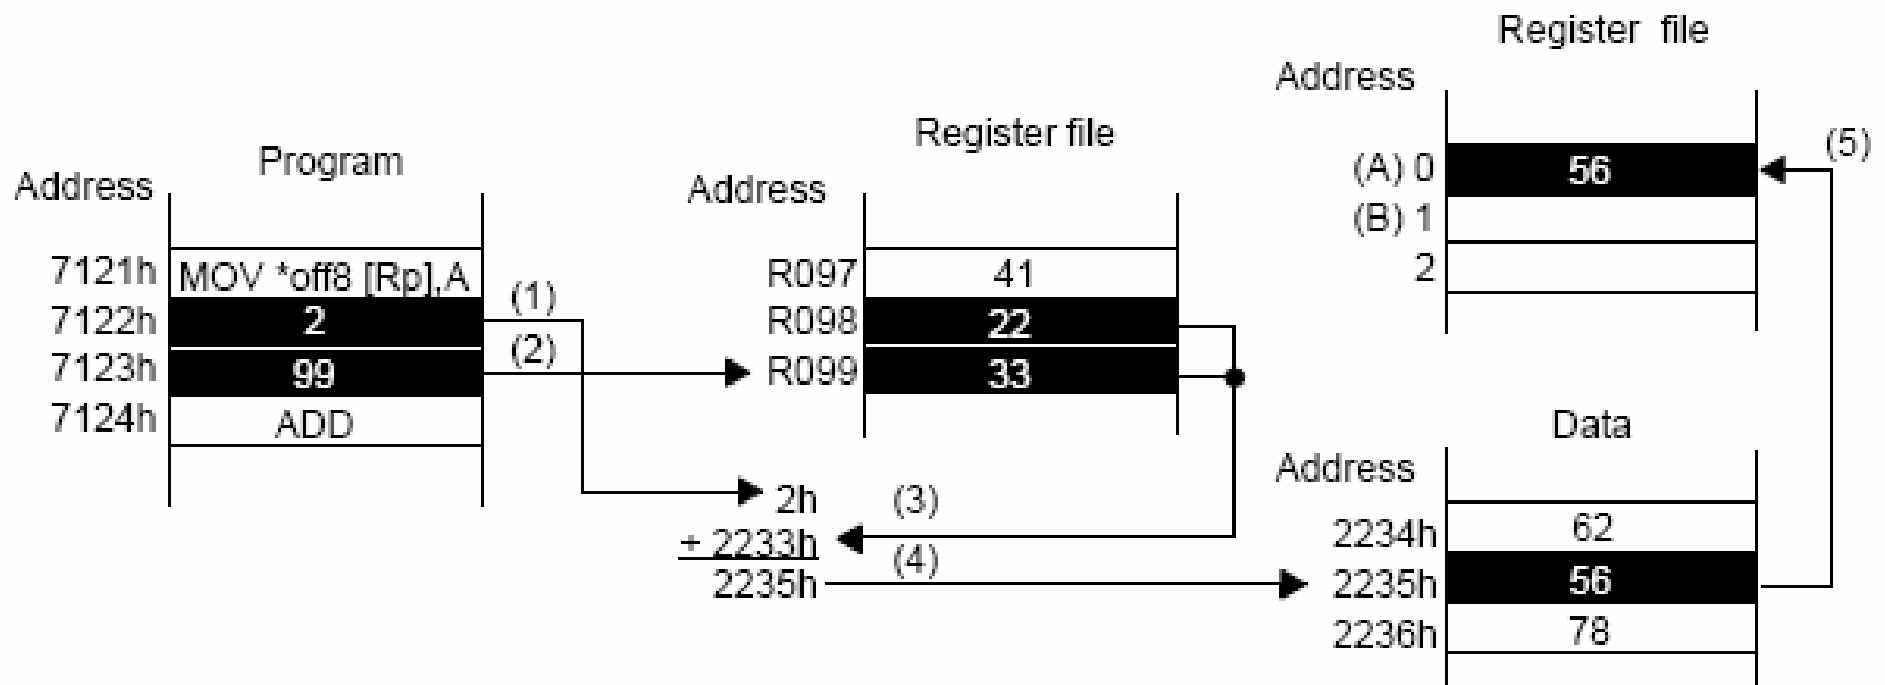 Program
Address
7121h MOV *off8 [Rp],A
7122h 2
7123h 99
7124h ADD
(1)
(2)
Register file
Address
R097 41
R098 22
R099 33
2h
+ 2233h
2235h
(3)
(4)
Register file
Address
(A) 0 56
(B) 1
2
(5)
Data
Address
2234h 62
2235h 56
2236h 78